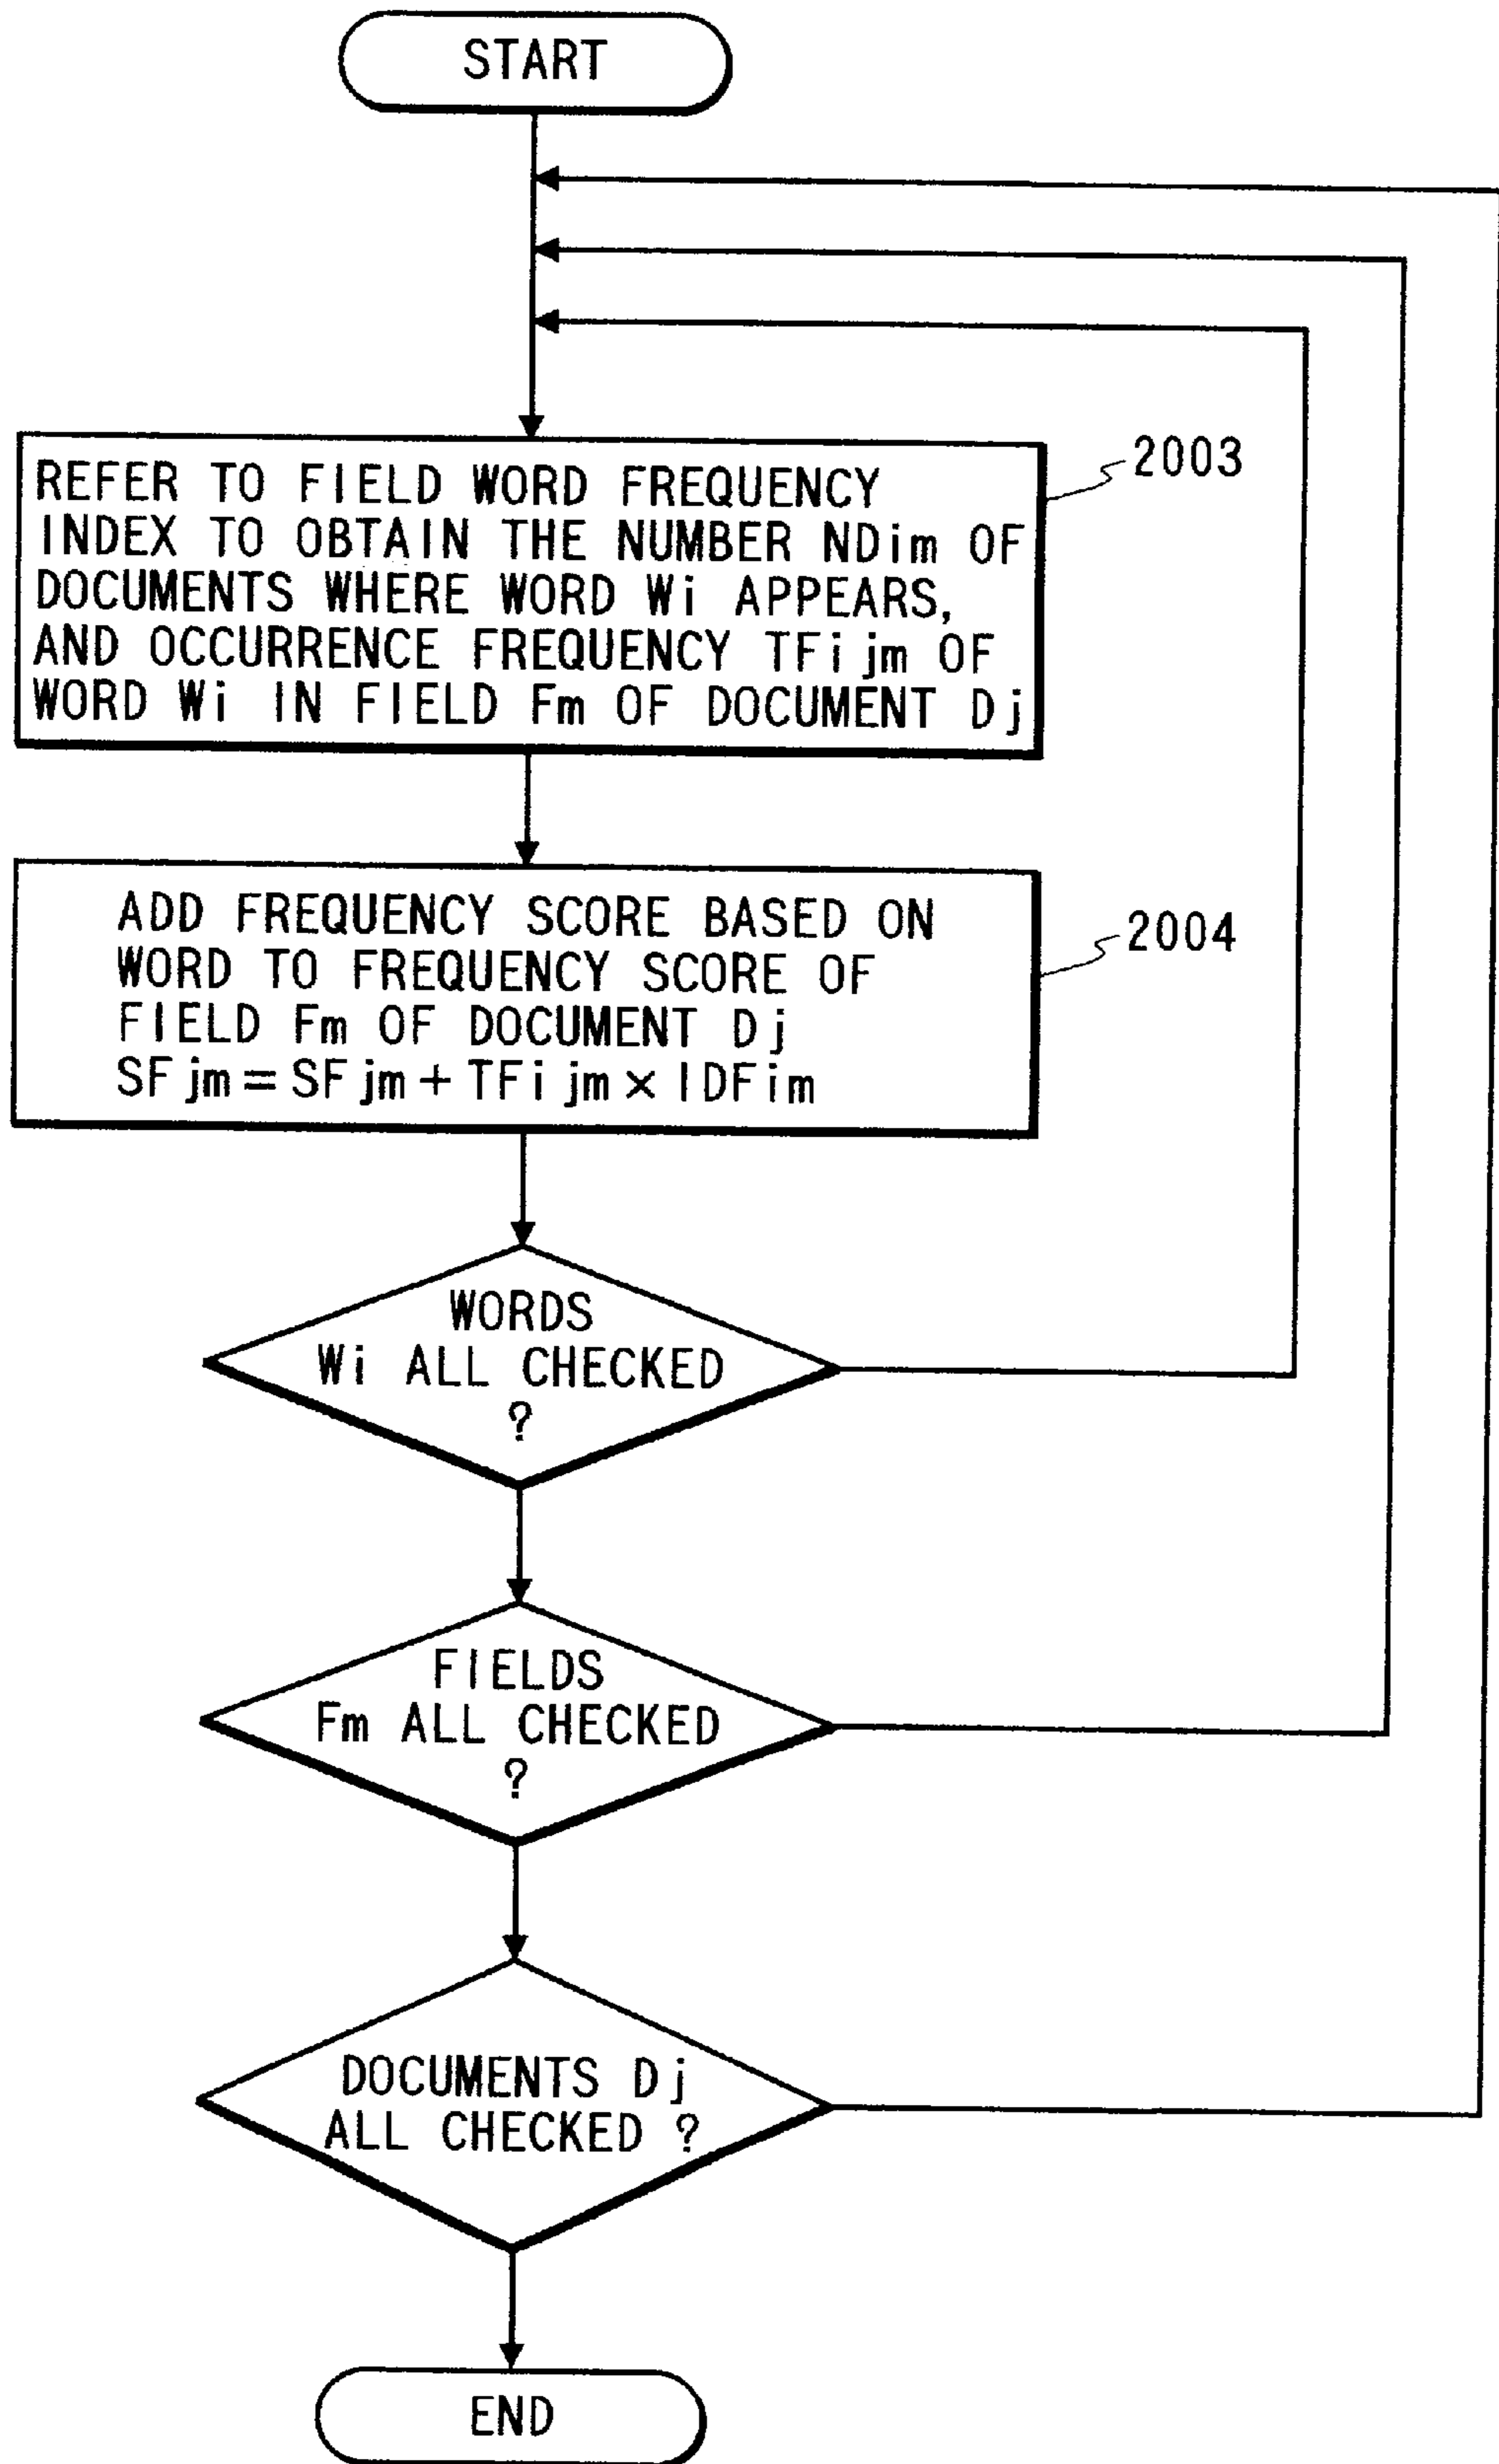 START
REFER TO FIELD WORD FREQUENCY
INDEX TO OBTAIN THE NUMBER NDim OF
DOCUMENTS WHERE WORD Wi APPEARS,
AND OCCURRENCE FREQUENCY TFijm OF
WORD Wi IN FIELD Fm OF DOCUMENT Dj
2003
ADD FREQUENCY SCORE BASED ON
WORD TO FREQUENCY SCORE OF
FIELD Fm OF DOCUMENT Dj
SFjm = SFjm + TFijm × IDFim
2004
WORDS
Wi ALL CHECKED
?
FIELDS
Fm ALL CHECKED
?
DOCUMENTS Dj
ALL CHECKED ?
END